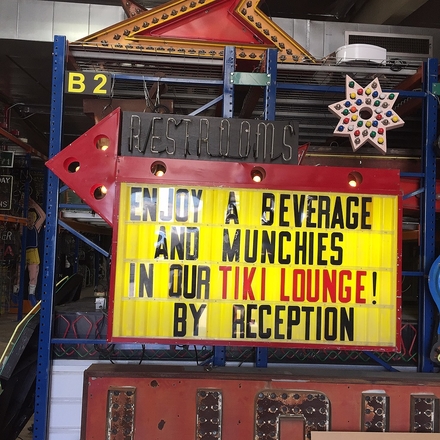 B2
RESTROOMS
ENJOY A BEVERAGE
AND MUNCHIES
IN OUR TIKI LOUNGE!
BY RECEPTION